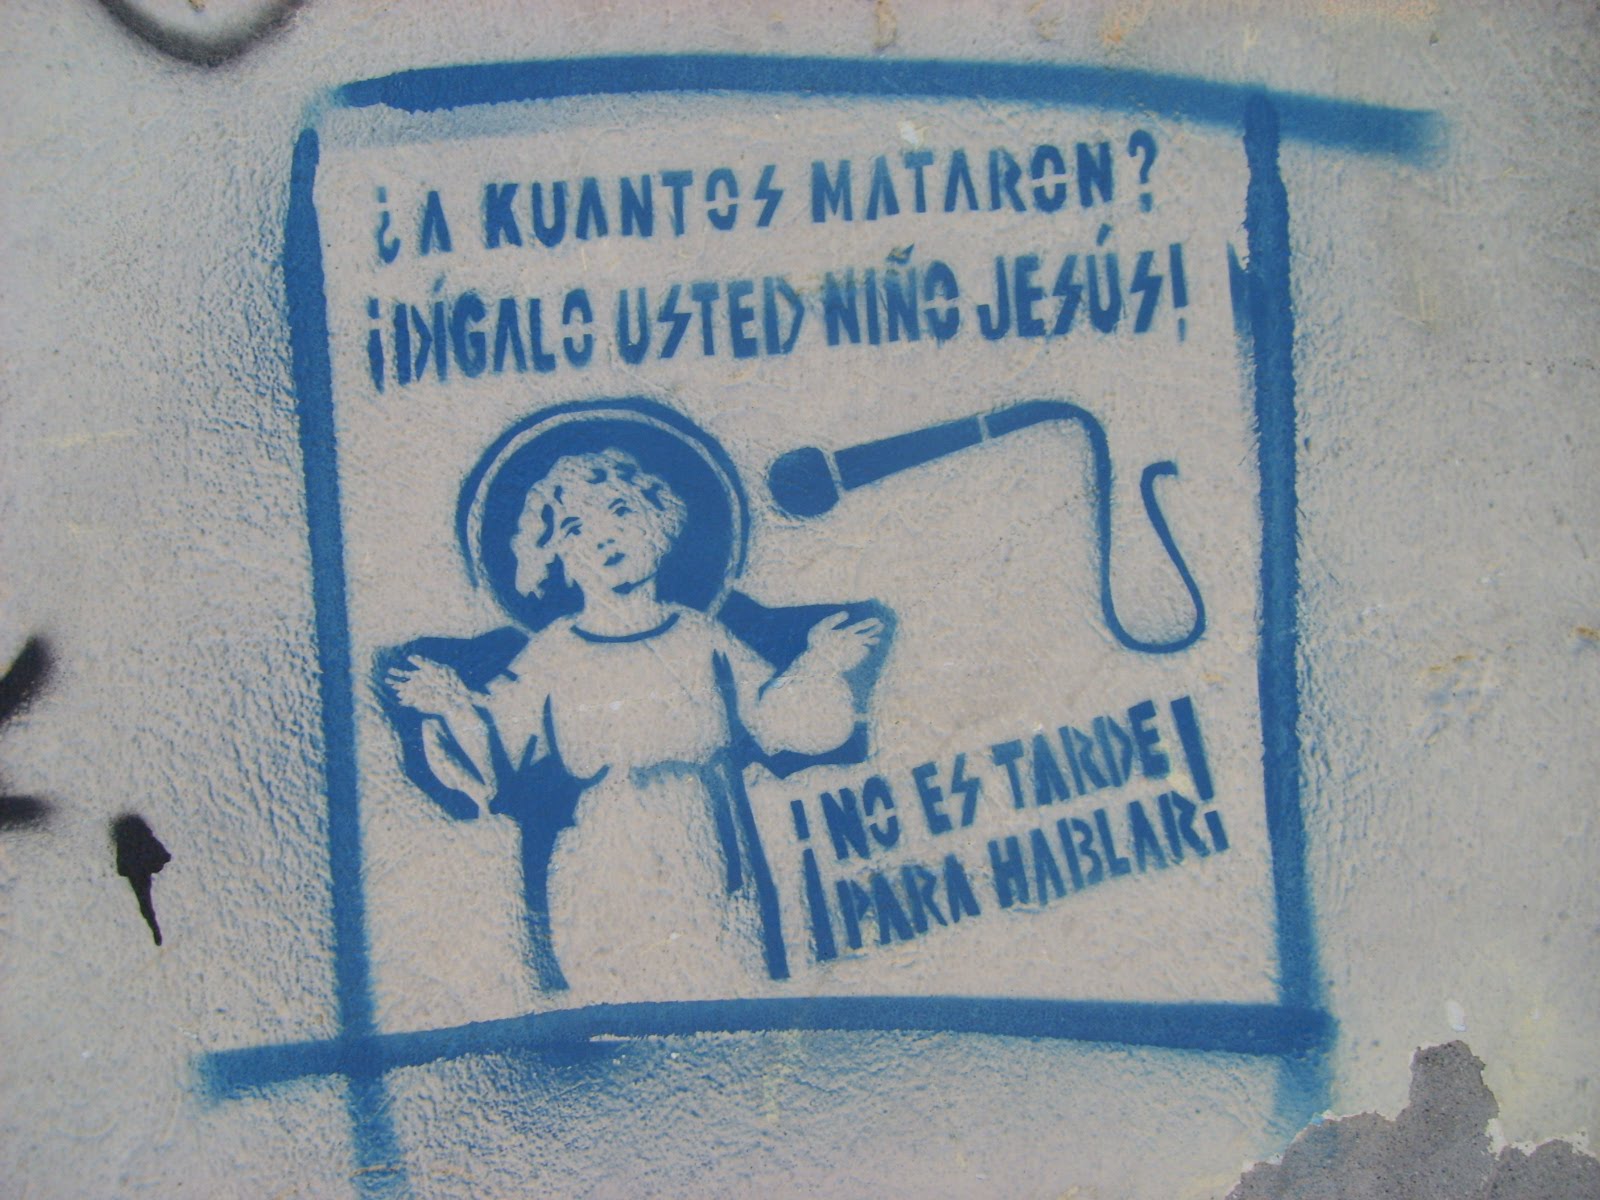 ¿A KUANTOS MATARON?
¡DÍGALO USTED NIÑO JESÚS!
¡NO ES TARDE
PARA HABLAR!